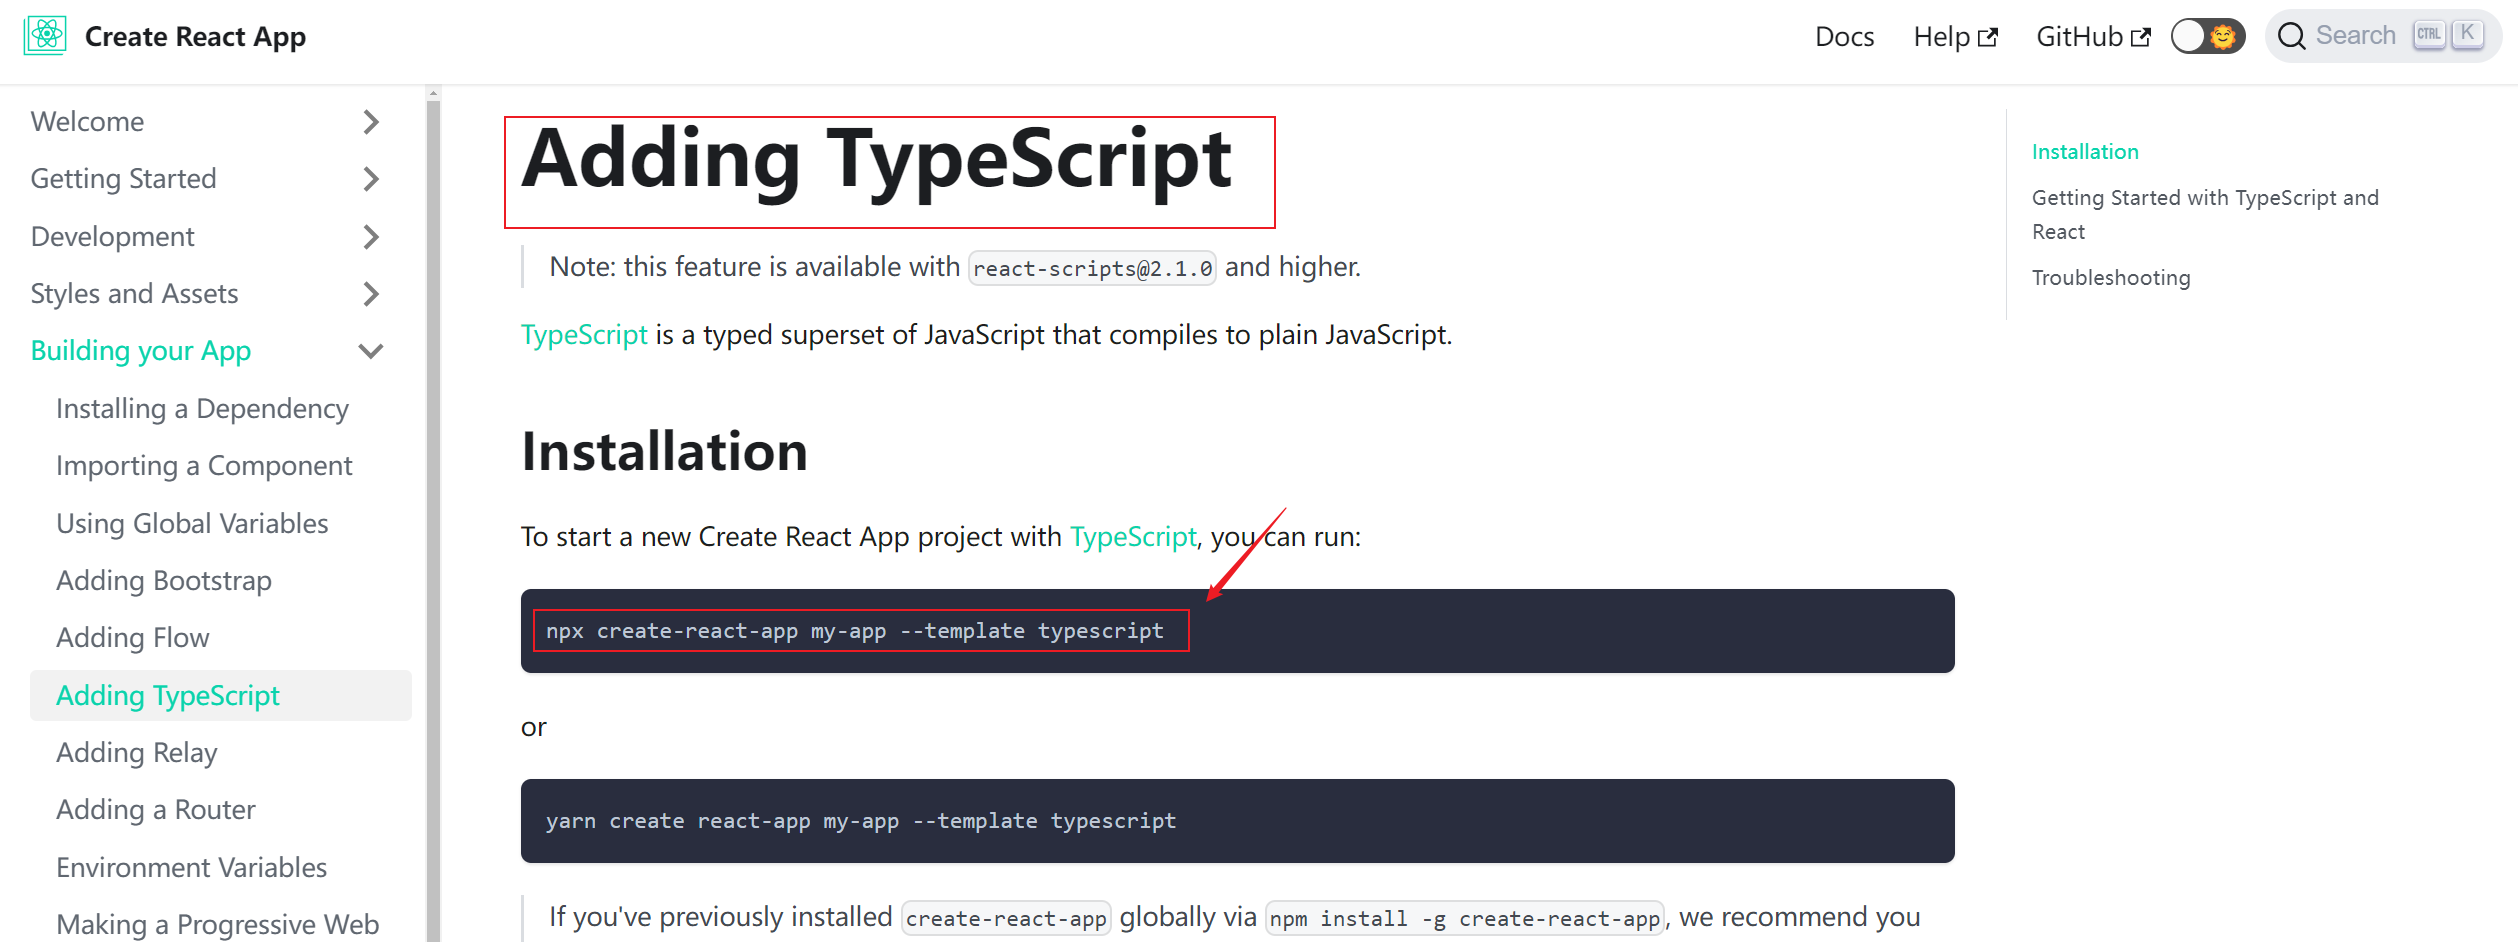 Create React App
Docs
Help
GitHub
Search
CTRL
K
Welcome
Getting Started
Development
Styles and Assets
Building your App
Installing a Dependency
Importing a Component
Using Global Variables
Adding Bootstrap
Adding Flow
Adding TypeScript
Adding Relay
Adding a Router
Environment Variables
Making a Progressive Web
Adding TypeScript
Note: this feature is available with react-scripts@2.1.0 and higher.
TypeScript is a typed superset of JavaScript that compiles to plain JavaScript.
Installation
To start a new Create React App project with TypeScript, you can run:
npx create-react-app my-app --template typescript
or
yarn create react-app my-app --template typescript
If you've previously installed create-react-app globally via npm install -g create-react-app, we recommend you
Installation
Getting Started with TypeScript and
React
Troubleshooting